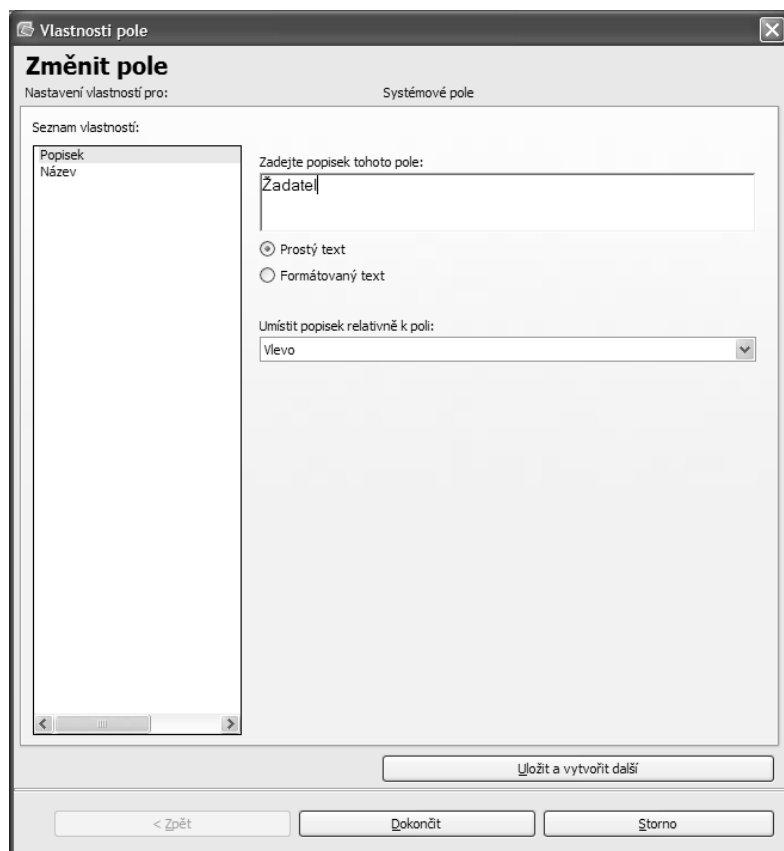 Vlastnosti pole
Změnit pole
Nastavení vlastností pro: Systémové pole
Seznam vlastností:
Popisek
Název
Zadejte popisek tohoto pole:
Žadatel
Prostý text
Formátovaný text
Umístit popisek relativně k poli:
Vlevo
Uložit a vytvořit další
< Zpět Dokončit Storno